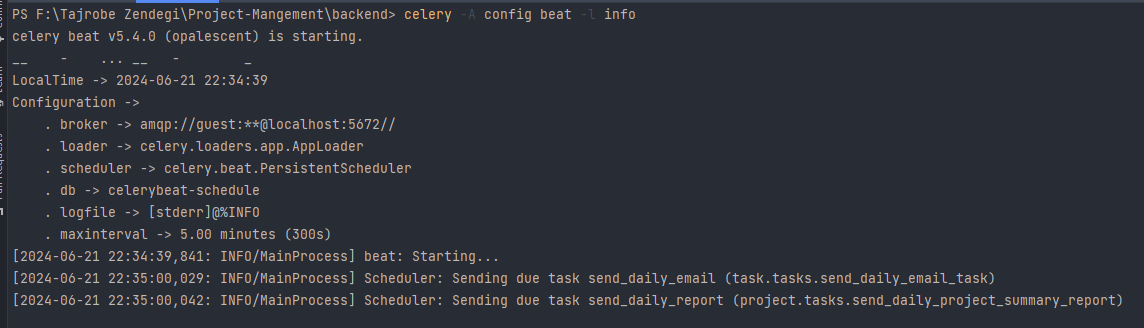 PS F:\Tajrobe Zendegi\Project-Mangement\backend> celery -A config beat -l info
celery beat v5.4.0 (opalescent) is starting.
__    -    ... __   -        _
LocalTime -> 2024-06-21 22:34:39
Configuration ->
    . broker -> amqp://guest:**@localhost:5672//
    . loader -> celery.loaders.app.AppLoader
    . scheduler -> celery.beat.PersistentScheduler
    . db -> celerybeat-schedule
    . logfile -> [stderr]@%INFO
    . maxinterval -> 5.00 minutes (300s)
[2024-06-21 22:34:39,841: INFO/MainProcess] beat: Starting...
[2024-06-21 22:35:00,029: INFO/MainProcess] Scheduler: Sending due task send_daily_email (task.tasks.send_daily_email_task)
[2024-06-21 22:35:00,042: INFO/MainProcess] Scheduler: Sending due task send_daily_report (project.tasks.send_daily_project_summary_report)